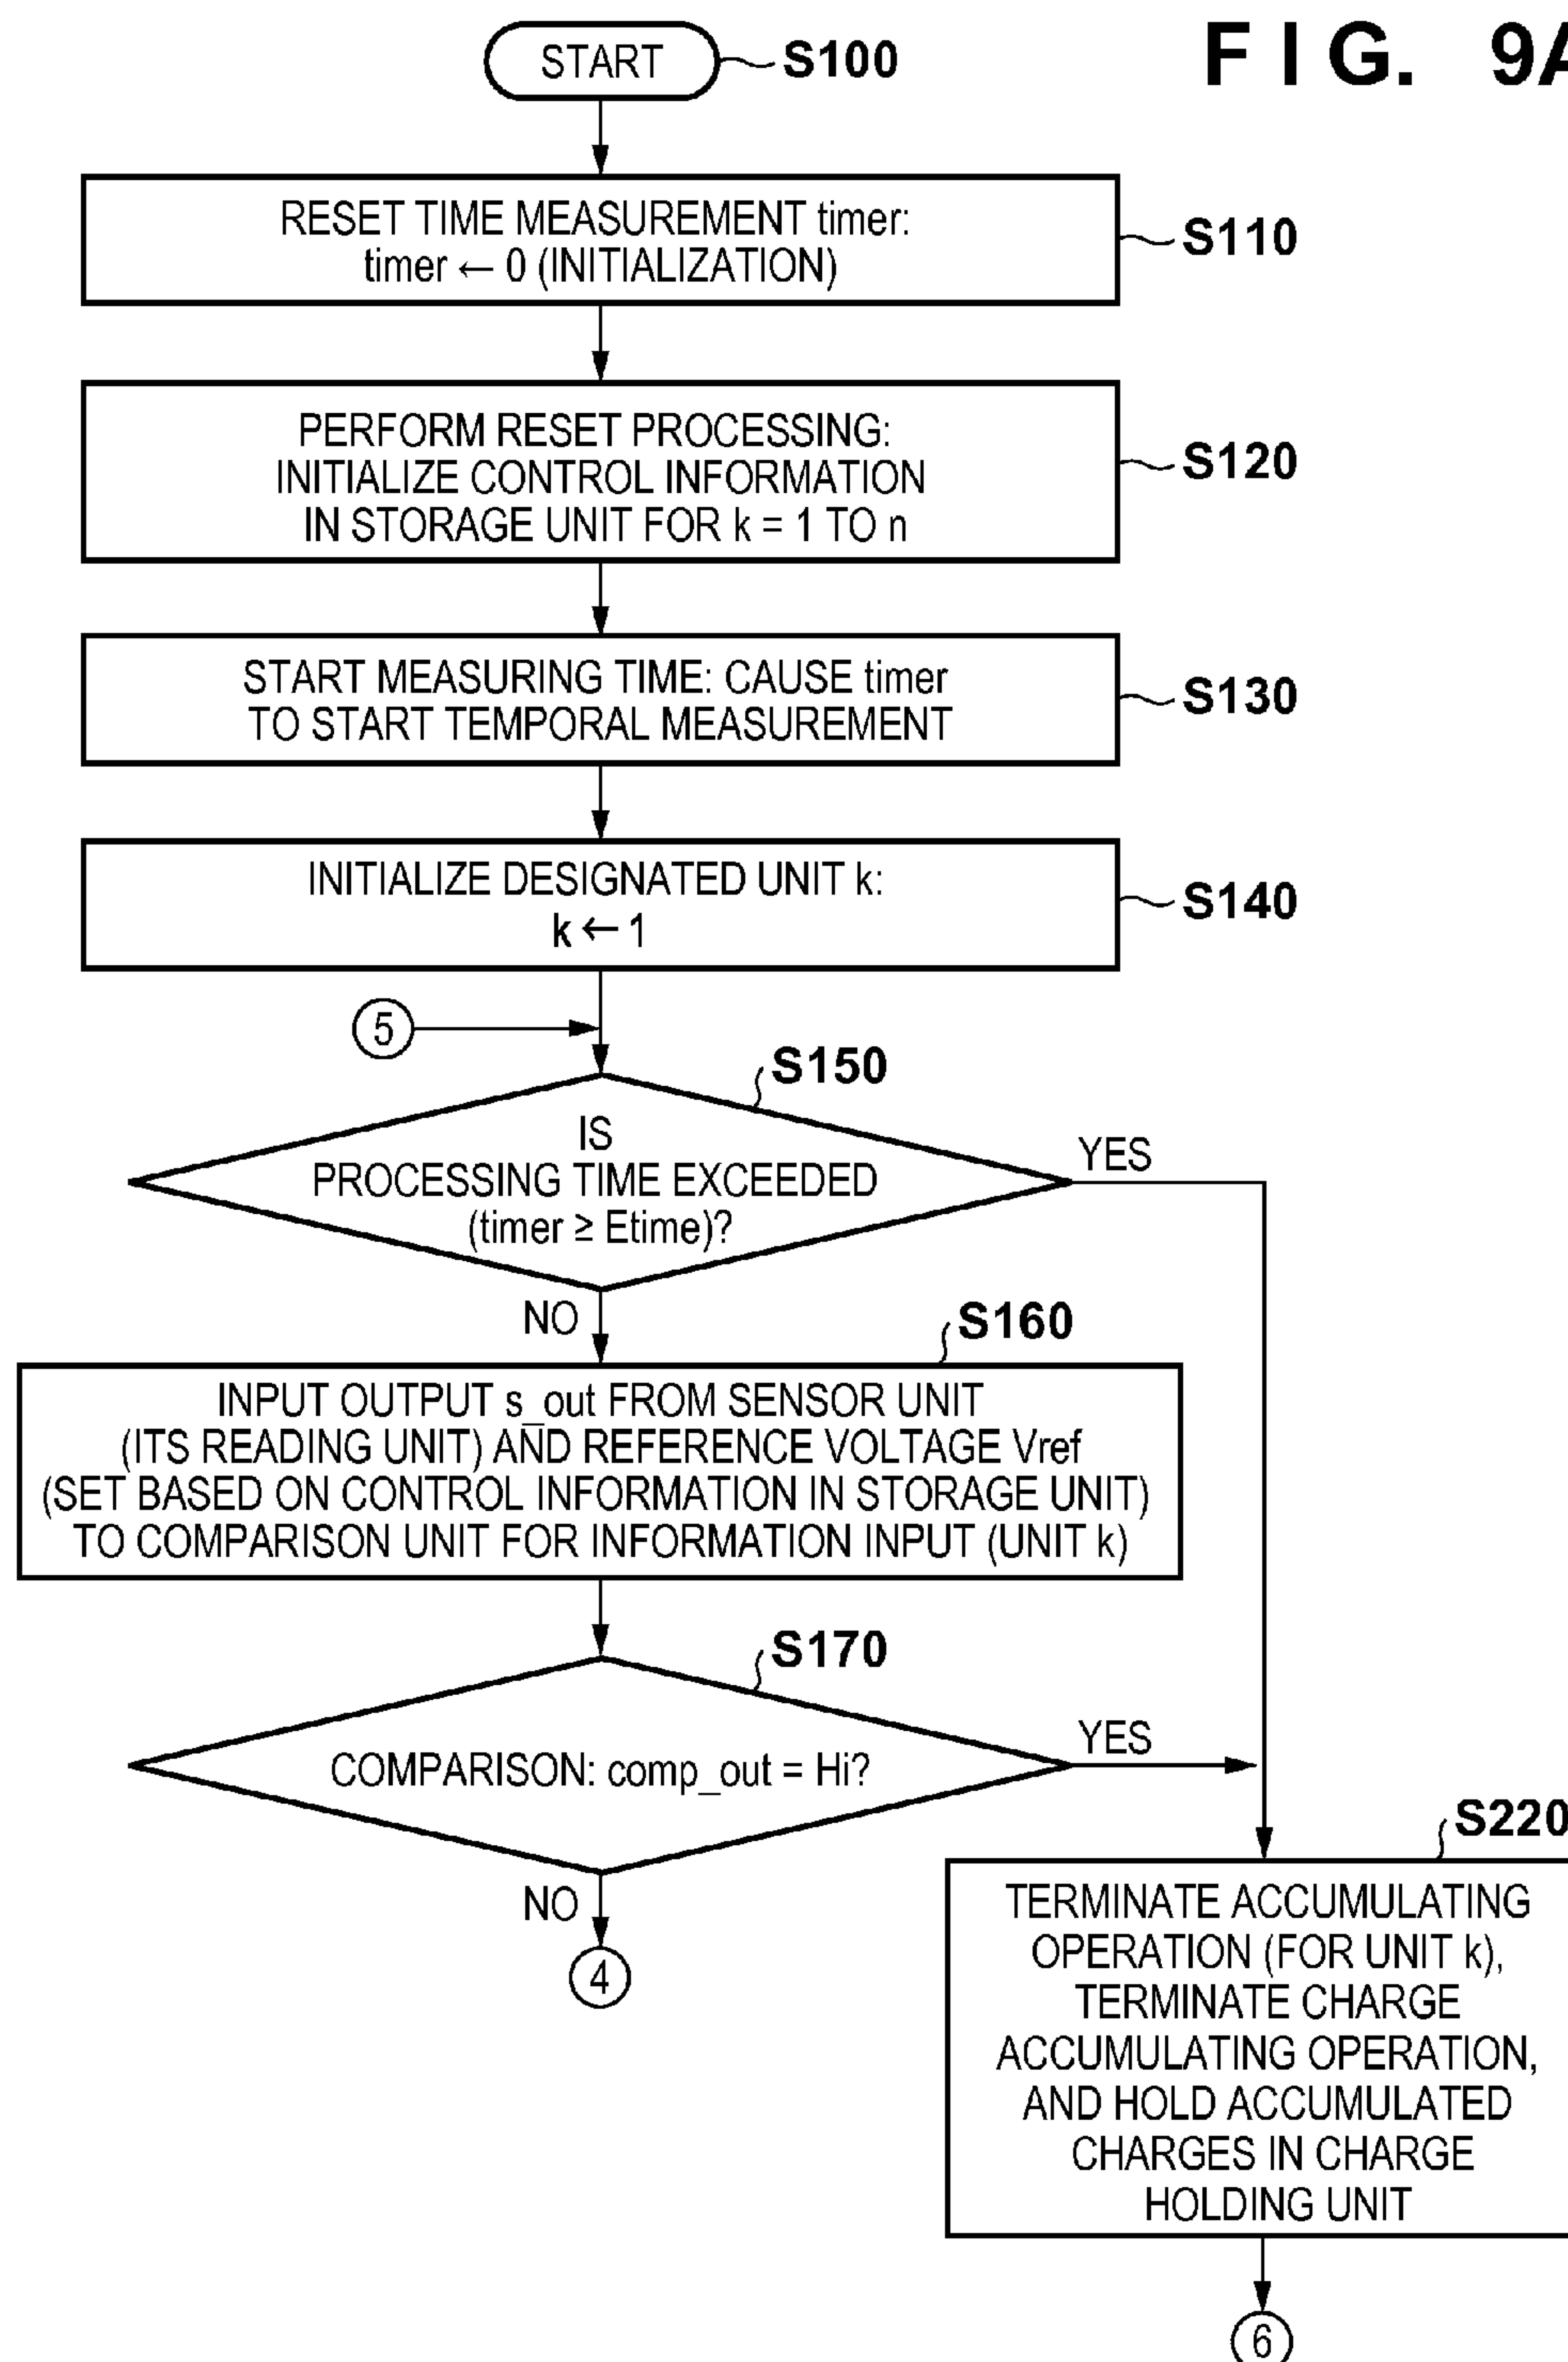 START
S100
F I G. 9A
RESET TIME MEASUREMENT timer:
timer ← 0 (INITIALIZATION)
S110
PERFORM RESET PROCESSING:
INITIALIZE CONTROL INFORMATION
IN STORAGE UNIT FOR k = 1 TO n
S120
START MEASURING TIME: CAUSE timer
TO START TEMPORAL MEASUREMENT
S130
INITIALIZE DESIGNATED UNIT k:
k ← 1
S140
5
S150
IS
PROCESSING TIME EXCEEDED
(timer ≥ Etime)?
YES
NO
S160
INPUT OUTPUT s_out FROM SENSOR UNIT
(ITS READING UNIT) AND REFERENCE VOLTAGE Vref
(SET BASED ON CONTROL INFORMATION IN STORAGE UNIT)
TO COMPARISON UNIT FOR INFORMATION INPUT (UNIT k)
S170
COMPARISON: comp_out = Hi?
YES
NO
4
S220
TERMINATE ACCUMULATING
OPERATION (FOR UNIT k),
TERMINATE CHARGE
ACCUMULATING OPERATION,
AND HOLD ACCUMULATED
CHARGES IN CHARGE
HOLDING UNIT
6